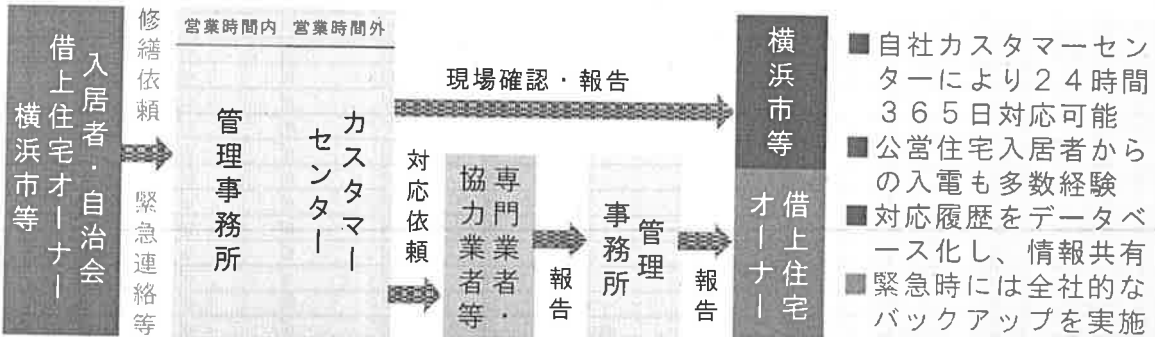 入居者・自治会
借上住宅オーナー
横浜市等
修繕依頼
緊急連絡等
営業時間内
営業時間外
管理事務所
カスタマー
センター
現場確認・報告
対応依頼
専門業者・
協力業者等
報告
管理
事務所
報告
横浜市等
借上住宅
オーナー
■自社カスタマーセン
ターにより24時間
365日対応可能
■公営住宅入居者から
の入電も多数経験
■対応履歴をデータベ
ース化し、情報共有
■緊急時には全社的な
バックアップを実施